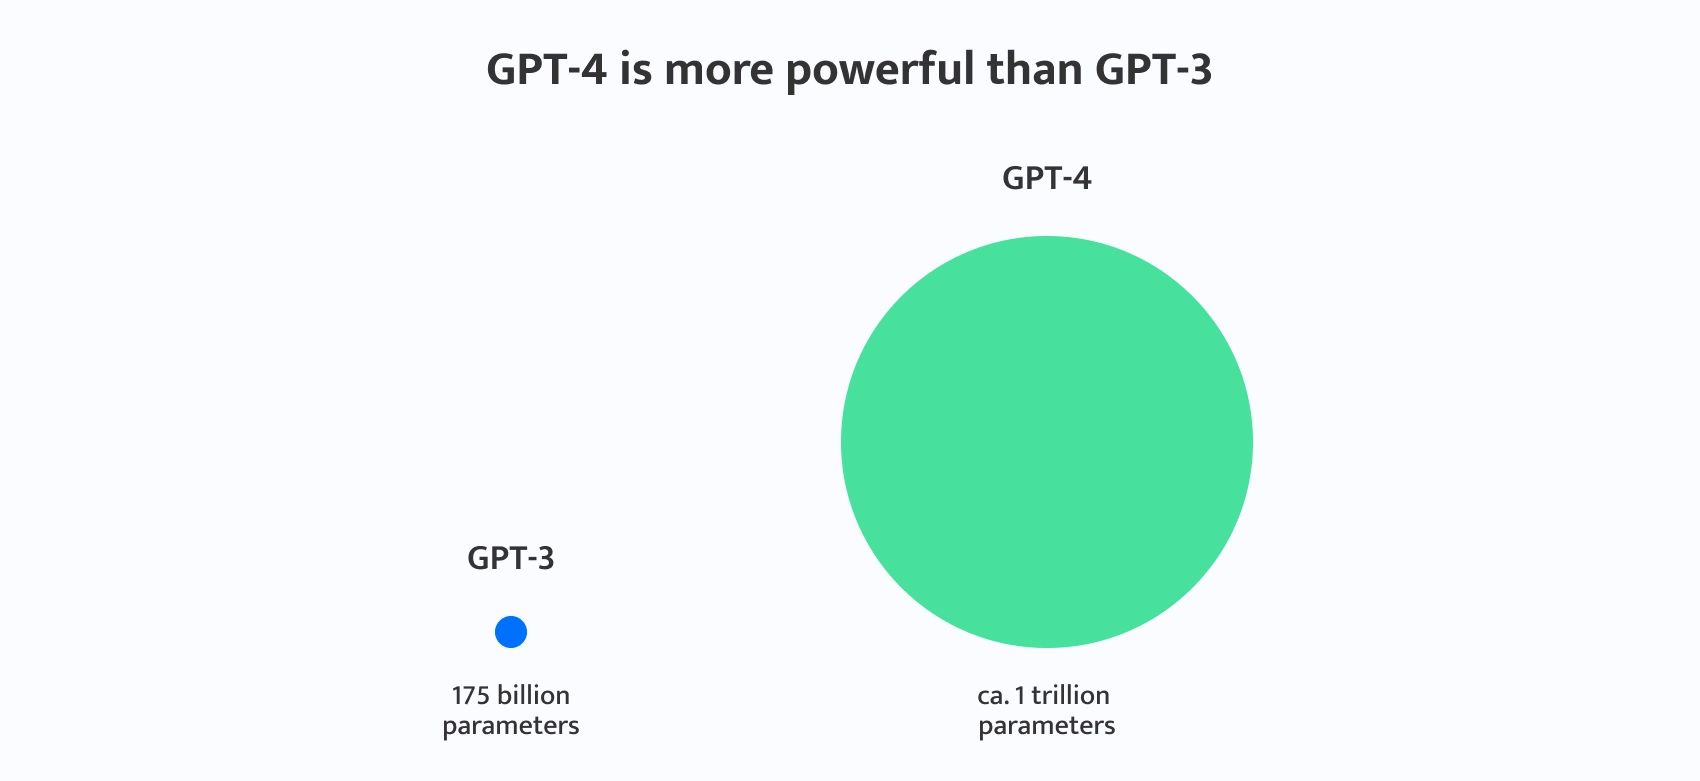 GPT-4 is more powerful than GPT-3
GPT-4
GPT-3
175 billion
parameters
ca. 1 trillion
parameters